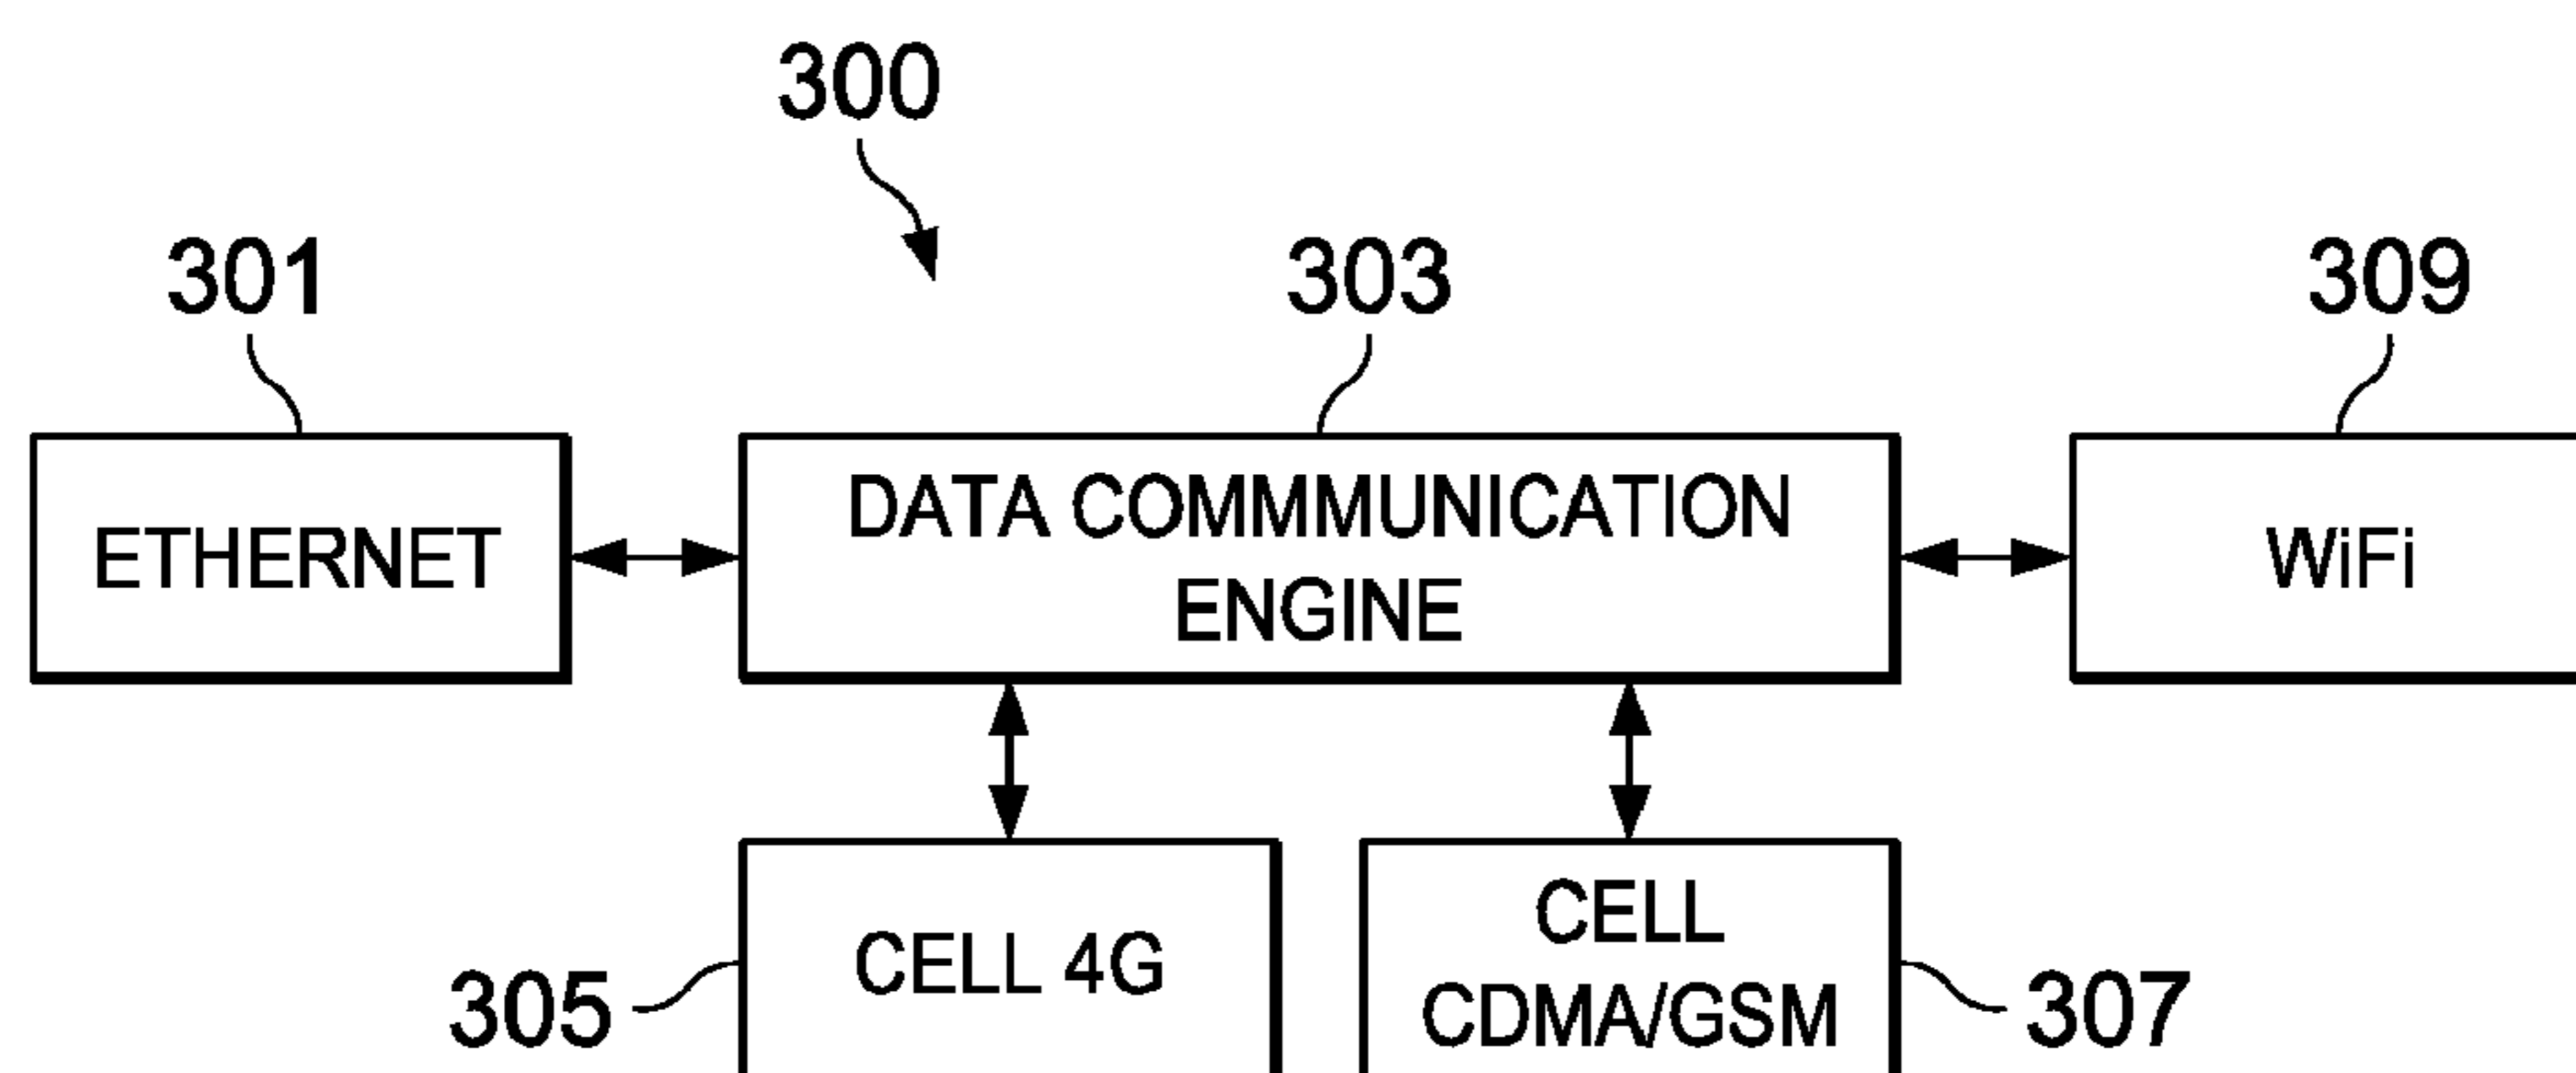 300
301
303
309
ETHERNET
DATA COMMMUNICATION
ENGINE
WiFi
305
CELL 4G
CELL
CDMA/GSM
307